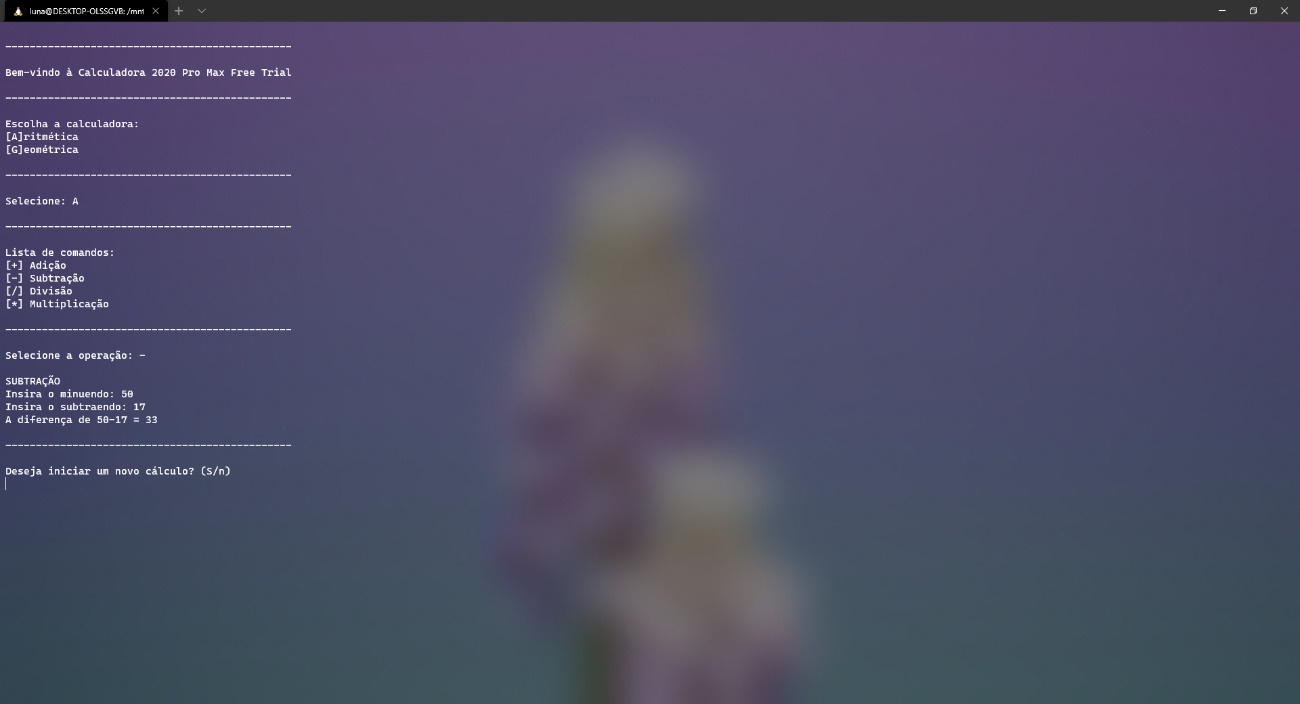 luna@DESKTOP-OLSSGVB: /mnt
-----------------------------------------------
Bem-vindo à Calculadora 2020 Pro Max Free Trial
-----------------------------------------------
Escolha a calculadora:
[A]ritmética
[G]eométrica
-----------------------------------------------
Selecione: A
-----------------------------------------------
Lista de comandos:
[+] Adição
[-] Subtração
[/] Divisão
[*] Multiplicação
-----------------------------------------------
Selecione a operação: -
SUBTRAÇÃO
Insira o minuendo: 50
Insira o subtraendo: 17
A diferença de 50-17 = 33
-----------------------------------------------
Deseja iniciar um novo cálculo? (S/n)